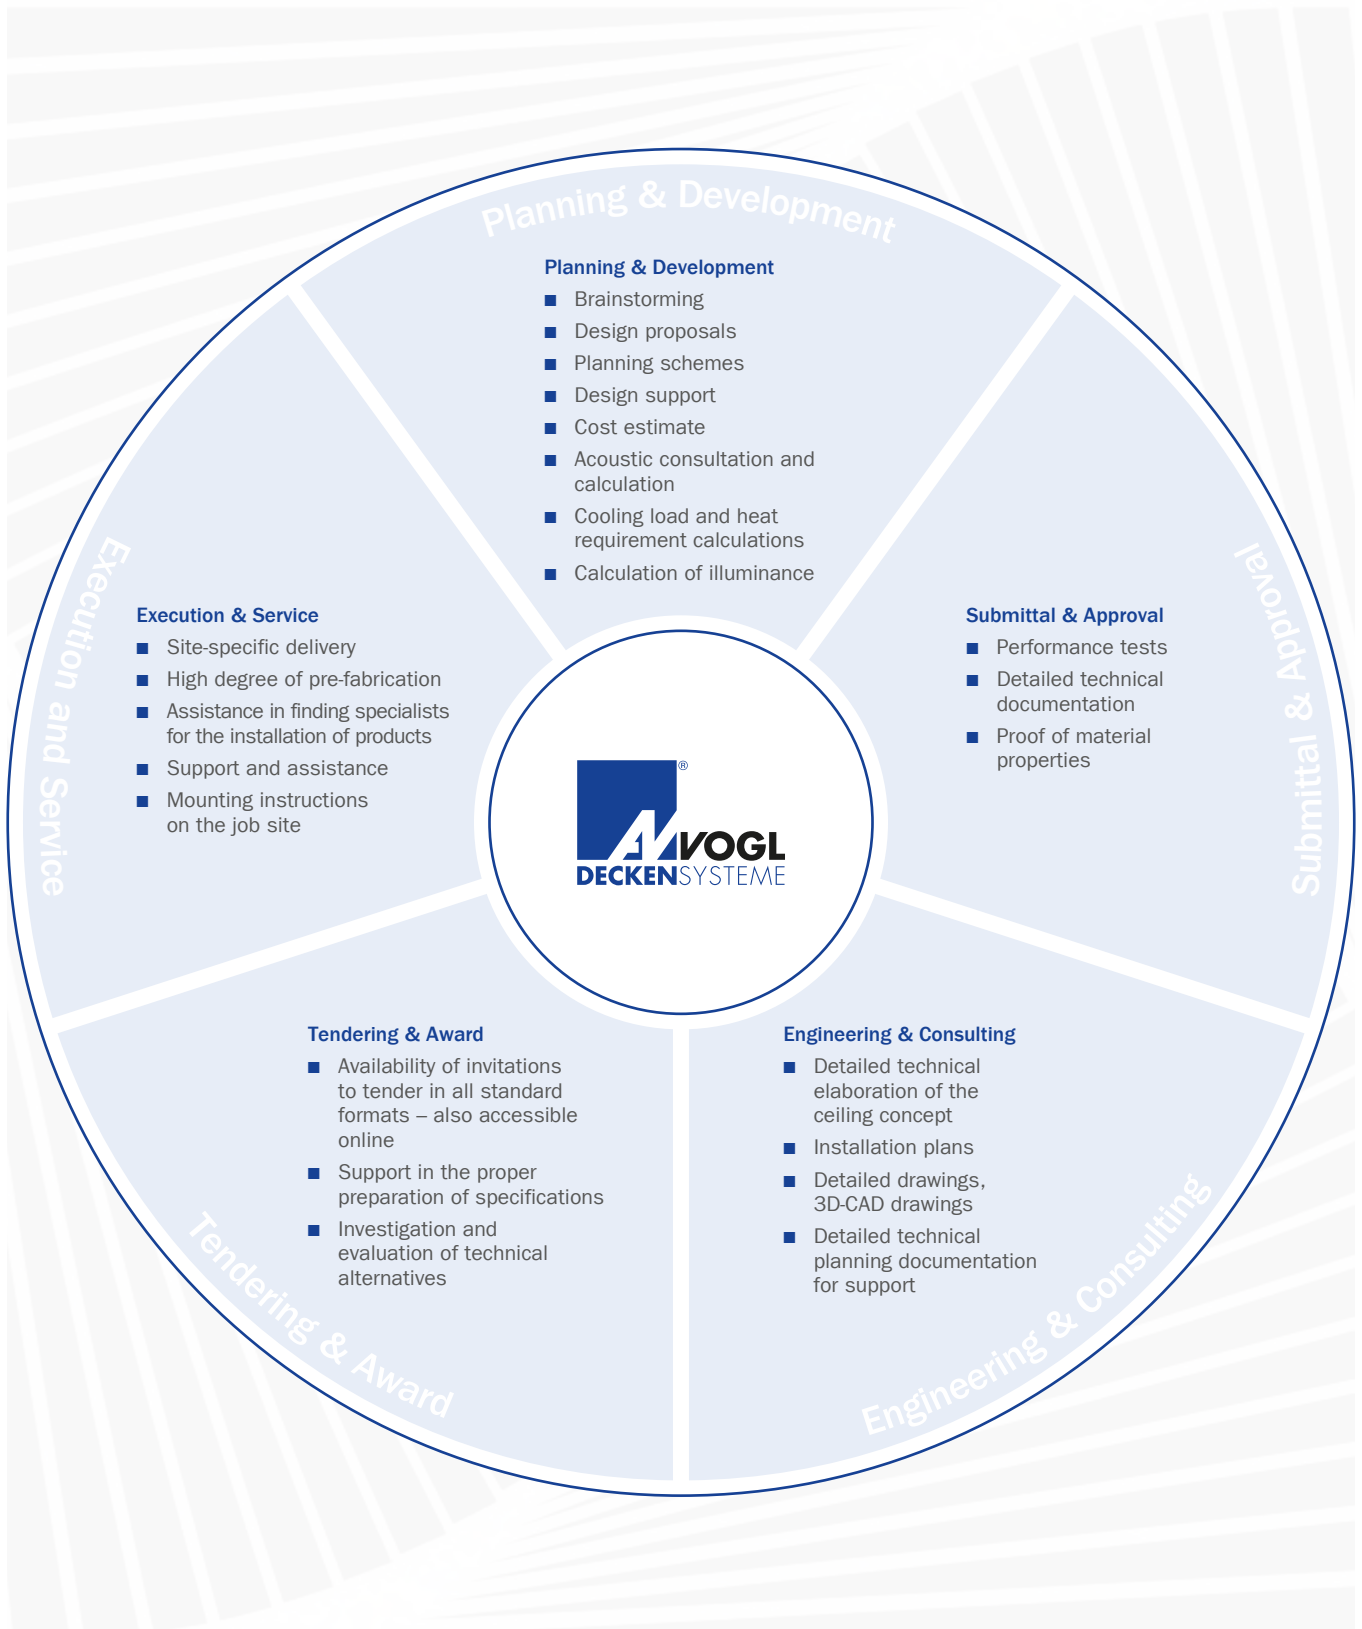 Planning & Development
Planning & Development
■ Brainstorming
■ Design proposals
■ Planning schemes
■ Design support
■ Cost estimate
■ Acoustic consultation and
calculation
■ Cooling load and heat
requirement calculations
■ Calculation of illuminance
Submittal & Approval
Submittal & Approval
■ Performance tests
■ Detailed technical
documentation
■ Proof of material
properties
Engineering & Consulting
■ Detailed technical
elaboration of the
ceiling concept
■ Installation plans
■ Detailed drawings,
3D-CAD drawings
■ Detailed technical
planning documentation
for support
Engineering & Consulting
Tendering & Award
■ Availability of invitations
to tender in all standard
formats – also accessible
online
■ Support in the proper
preparation of specifications
■ Investigation and
evaluation of technical
alternatives
Tendering & Award
Execution and Service
Execution & Service
■ Site-specific delivery
■ High degree of pre-fabrication
■ Assistance in finding specialists
for the installation of products
■ Support and assistance
■ Mounting instructions
on the job site
®
VOGL
DECKENSYSTEME